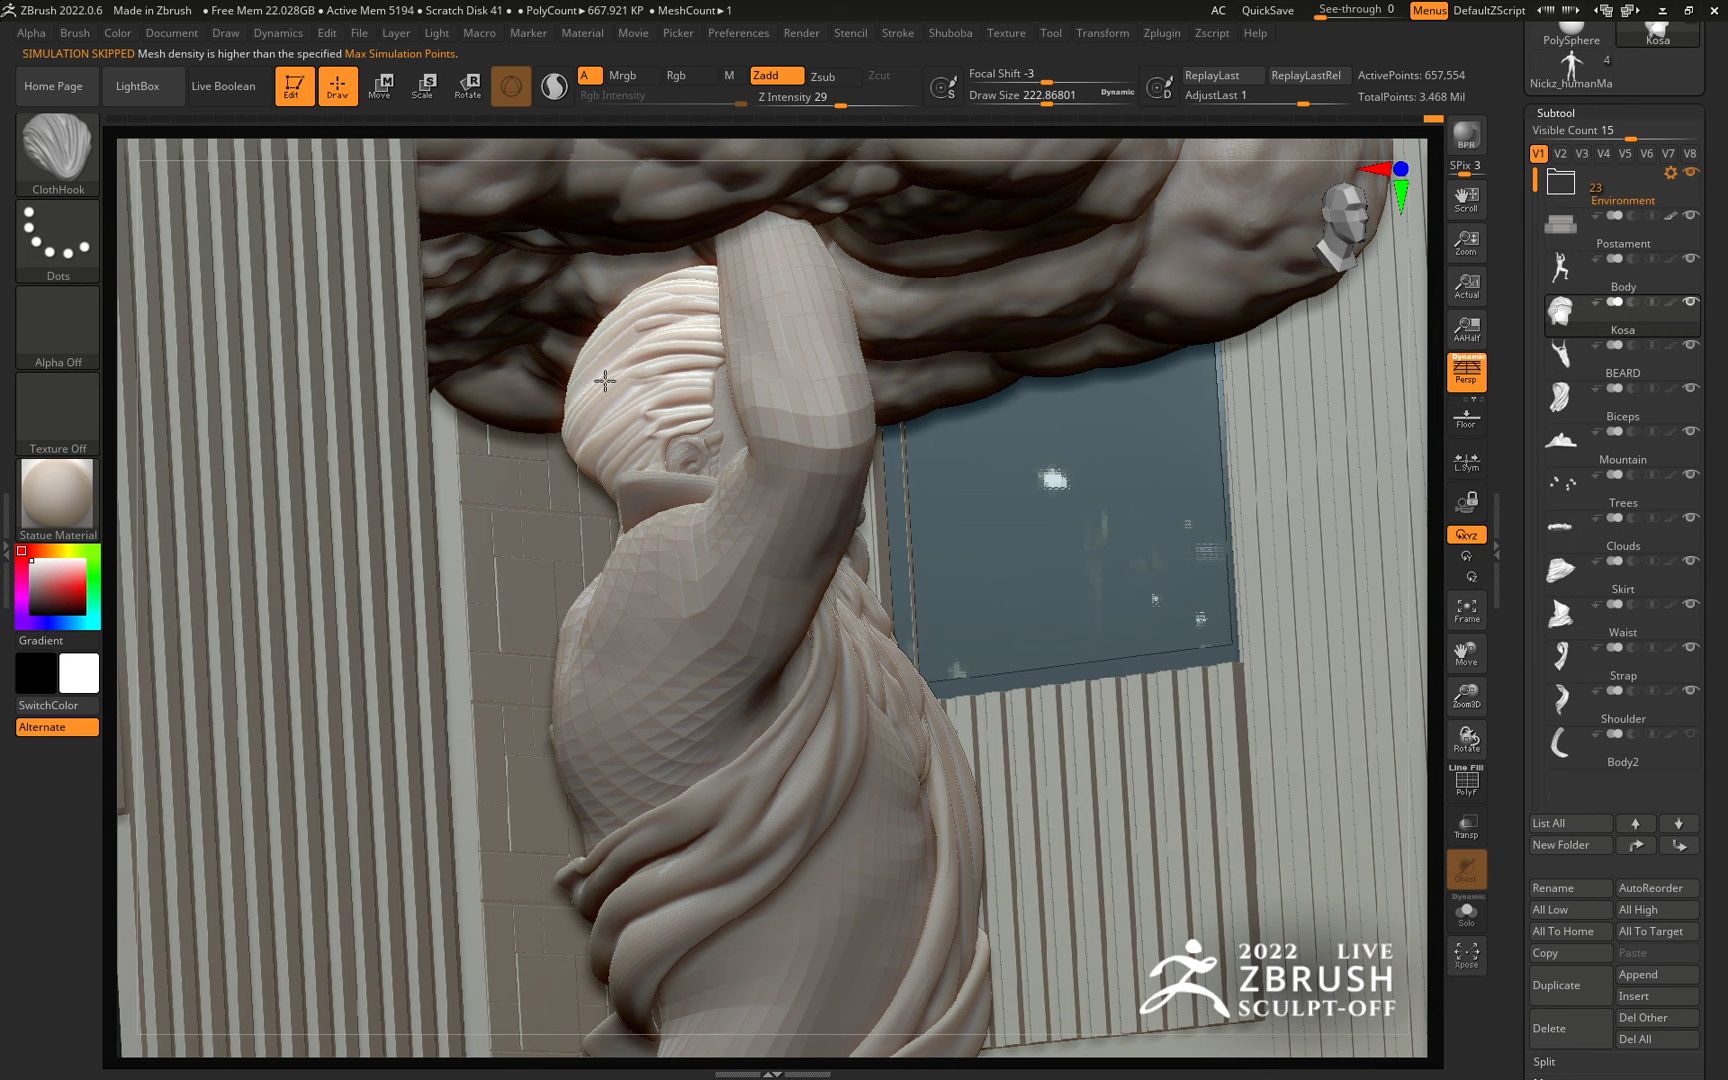 ZBrush 2022.0.6 Made in Zbrush • Free Mem 22.028GB • Active Mem 5194 • Scratch Disk 41 • • PolyCount►667.921 KP • MeshCount►1 AC QuickSave See-through 0 Menus DefaultZScript
Alpha Brush Color Document Draw Dynamics Edit File Layer Light Macro Marker Material Movie Picker Preferences Render Stencil Stroke Shuboba Texture Tool Transform Zplugin Zscript Help
SIMULATION SKIPPED Mesh density is higher than the specified Max Simulation Points.
Home Page LightBox Live Boolean Edit Draw Move Scale Rotate
A Mrgb Rgb M Zadd Zsub Zcut
Rgb Intensity Z Intensity 29
S Focal Shift -3
Draw Size 222.86801 Dynamic
D ReplayLast ReplayLastRel ActivePoints: 657,554
AdjustLast 1 TotalPoints: 3.468 Mil
ClothHook
Dots
Alpha Off
Texture Off
Statue Material
Gradient
SwitchColor
Alternate
2022 LIVE
ZBRUSH
SCULPT-OFF
BPR
SPix 3
Scroll
Zoom
Actual
AAHalf
Dynamic
Persp
Floor
L.Sym
XYZ
Y
Z
Frame
Move
Zoom3D
Rotate
Line Fill
PolyF
Transp
Ghost
Dynamic
Solo
Xpose
PolySphere Kosa
4
Nickz_humanMa
Subtool
Visible Count 15
V1 V2 V3 V4 V5 V6 V7 V8
23
Environment
Postament
Body
Kosa
BEARD
Biceps
Mountain
Trees
Clouds
Skirt
Waist
Strap
Shoulder
Body2
List All
New Folder
Rename AutoReorder
All Low All High
All To Home All To Target
Copy Paste
Duplicate Append
Insert
Delete Del Other
Del All
Split